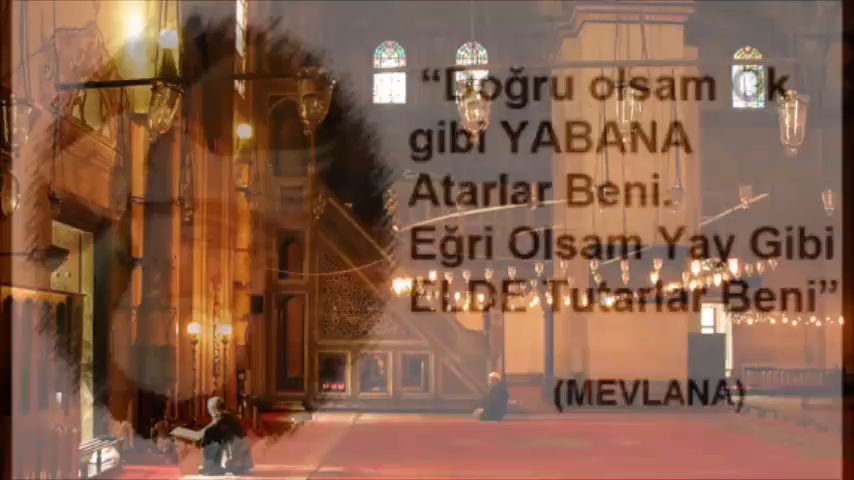 “Doğru olsam Ok
gibi YABANA
Atarlar Beni.
Eğri Olsam Yay Gibi
ELDE Tutarlar Beni”
(MEVLANA)